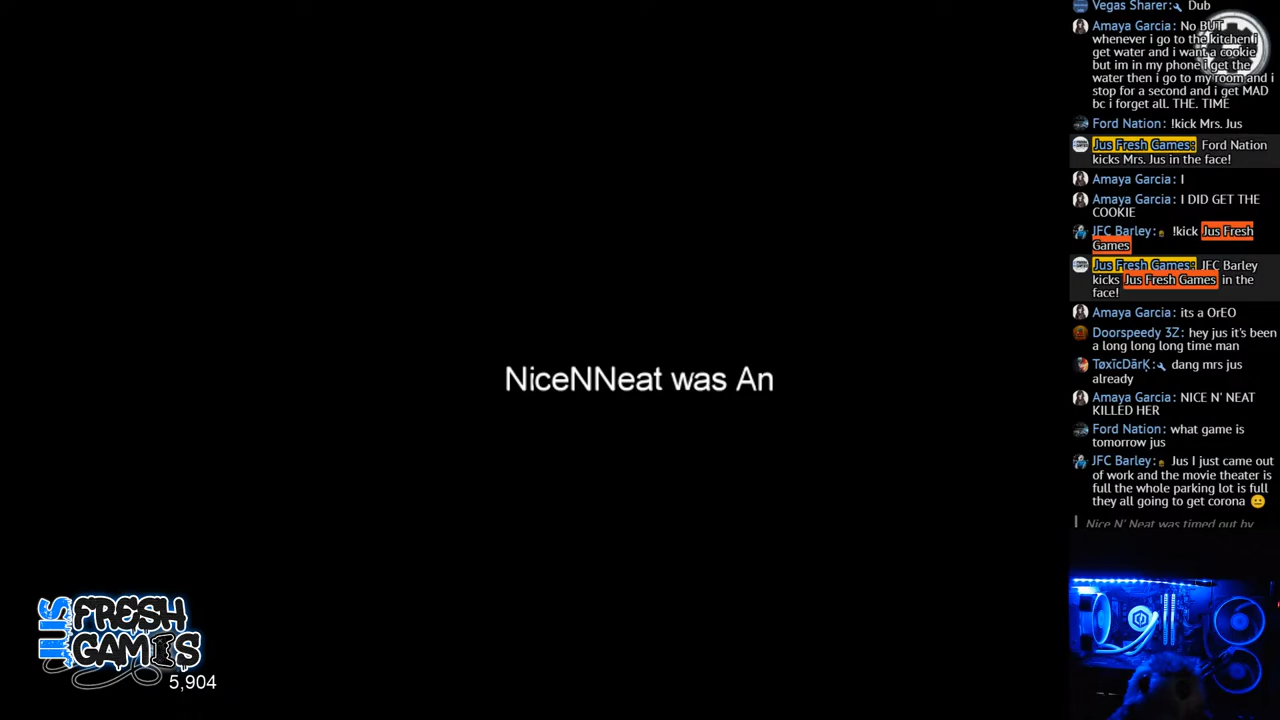 NiceNNeat was An
Vegas Sharer: Dub
Amaya Garcia: No BUT
whenever i go to the kitchen i
get water and i want a cookie
but im in my phone i get the
water then i go to my room and i
stop for a second and i get MAD
bc i forget all. THE. TIME
Ford Nation: !kick Mrs. Jus
Jus Fresh Games: Ford Nation
kicks Mrs. Jus in the face!
Amaya Garcia: I
Amaya Garcia: I DID GET THE
COOKIE
JFC Barley: !kick Jus Fresh
Games
Jus Fresh Games: JFC Barley
kicks Jus Fresh Games in the
face!
Amaya Garcia: its a OrEO
Doorspeedy 3Z: hey jus it's been
a long long long time man
TøxīcDārĶ: dang mrs jus
already
Amaya Garcia: NICE N' NEAT
KILLED HER
Ford Nation: what game is
tomorrow jus
JFC Barley: Jus I just came out
of work and the movie theater is
full the whole parking lot is full
they all going to get corona 😐
Nice N' Neat was timed out by
JUS
FRESH
GAMES
5,904